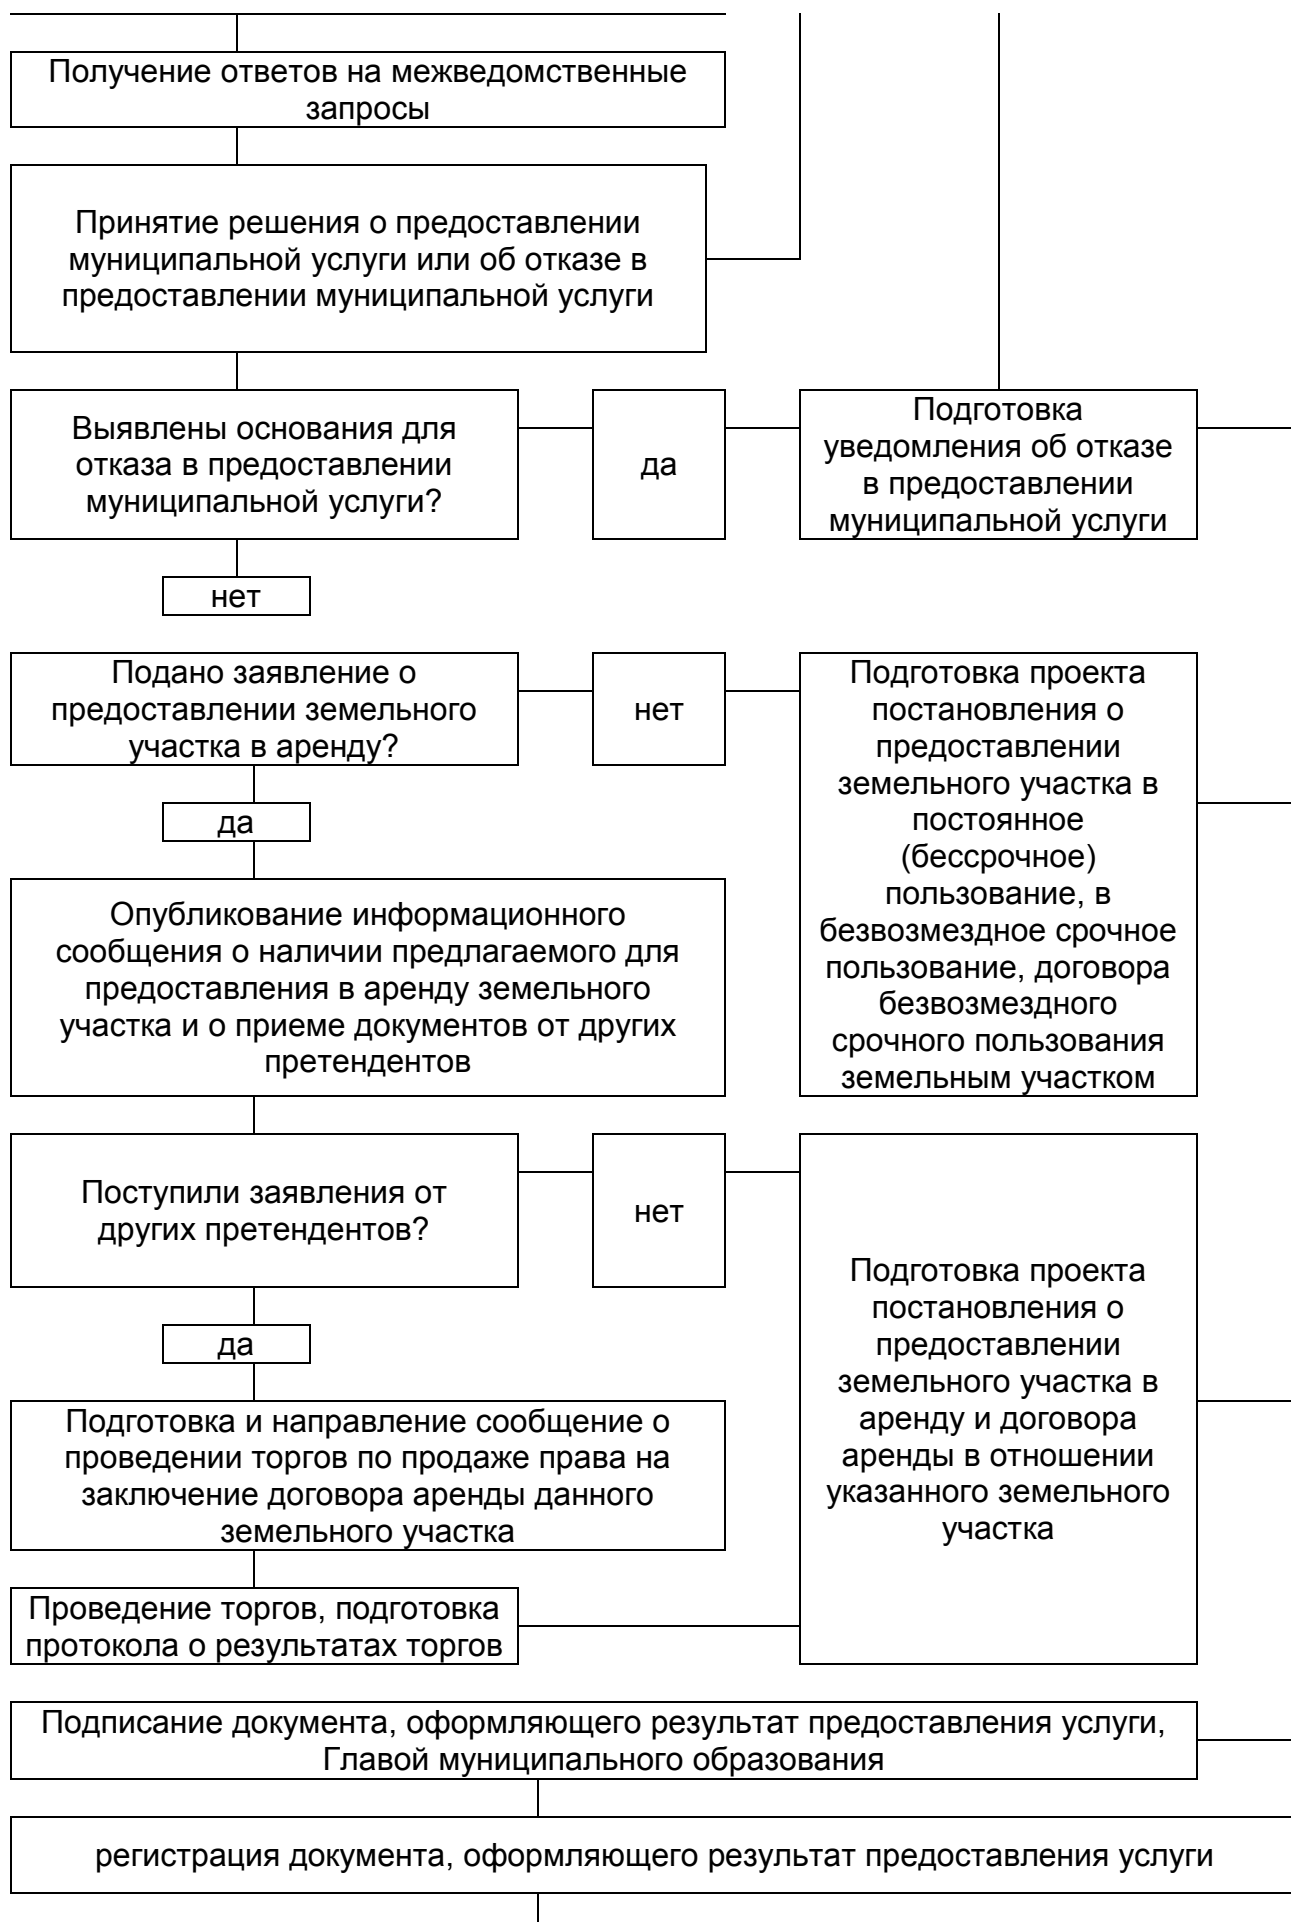 Получение ответов на межведомственные
запросы
Принятие решения о предоставлении
муниципальной услуги или об отказе в
предоставлении муниципальной услуги
Выявлены основания для
отказа в предоставлении
муниципальной услуги?
да
Подготовка
уведомления об отказе
в предоставлении
муниципальной услуги
нет
Подано заявление о
предоставлении земельного
участка в аренду?
нет
Подготовка проекта
постановления о
предоставлении
земельного участка в
постоянное
(бессрочное)
пользование, в
безвозмездное срочное
пользование, договора
безвозмездного
срочного пользования
земельным участком
да
Опубликование информационного
сообщения о наличии предлагаемого для
предоставления в аренду земельного
участка и о приеме документов от других
претендентов
Поступили заявления от
других претендентов?
нет
Подготовка проекта
постановления о
предоставлении
земельного участка в
аренду и договора
аренды в отношении
указанного земельного
участка
да
Подготовка и направление сообщение о
проведении торгов по продаже права на
заключение договора аренды данного
земельного участка
Проведение торгов, подготовка
протокола о результатах торгов
Подписание документа, оформляющего результат предоставления услуги,
Главой муниципального образования
регистрация документа, оформляющего результат предоставления услуги